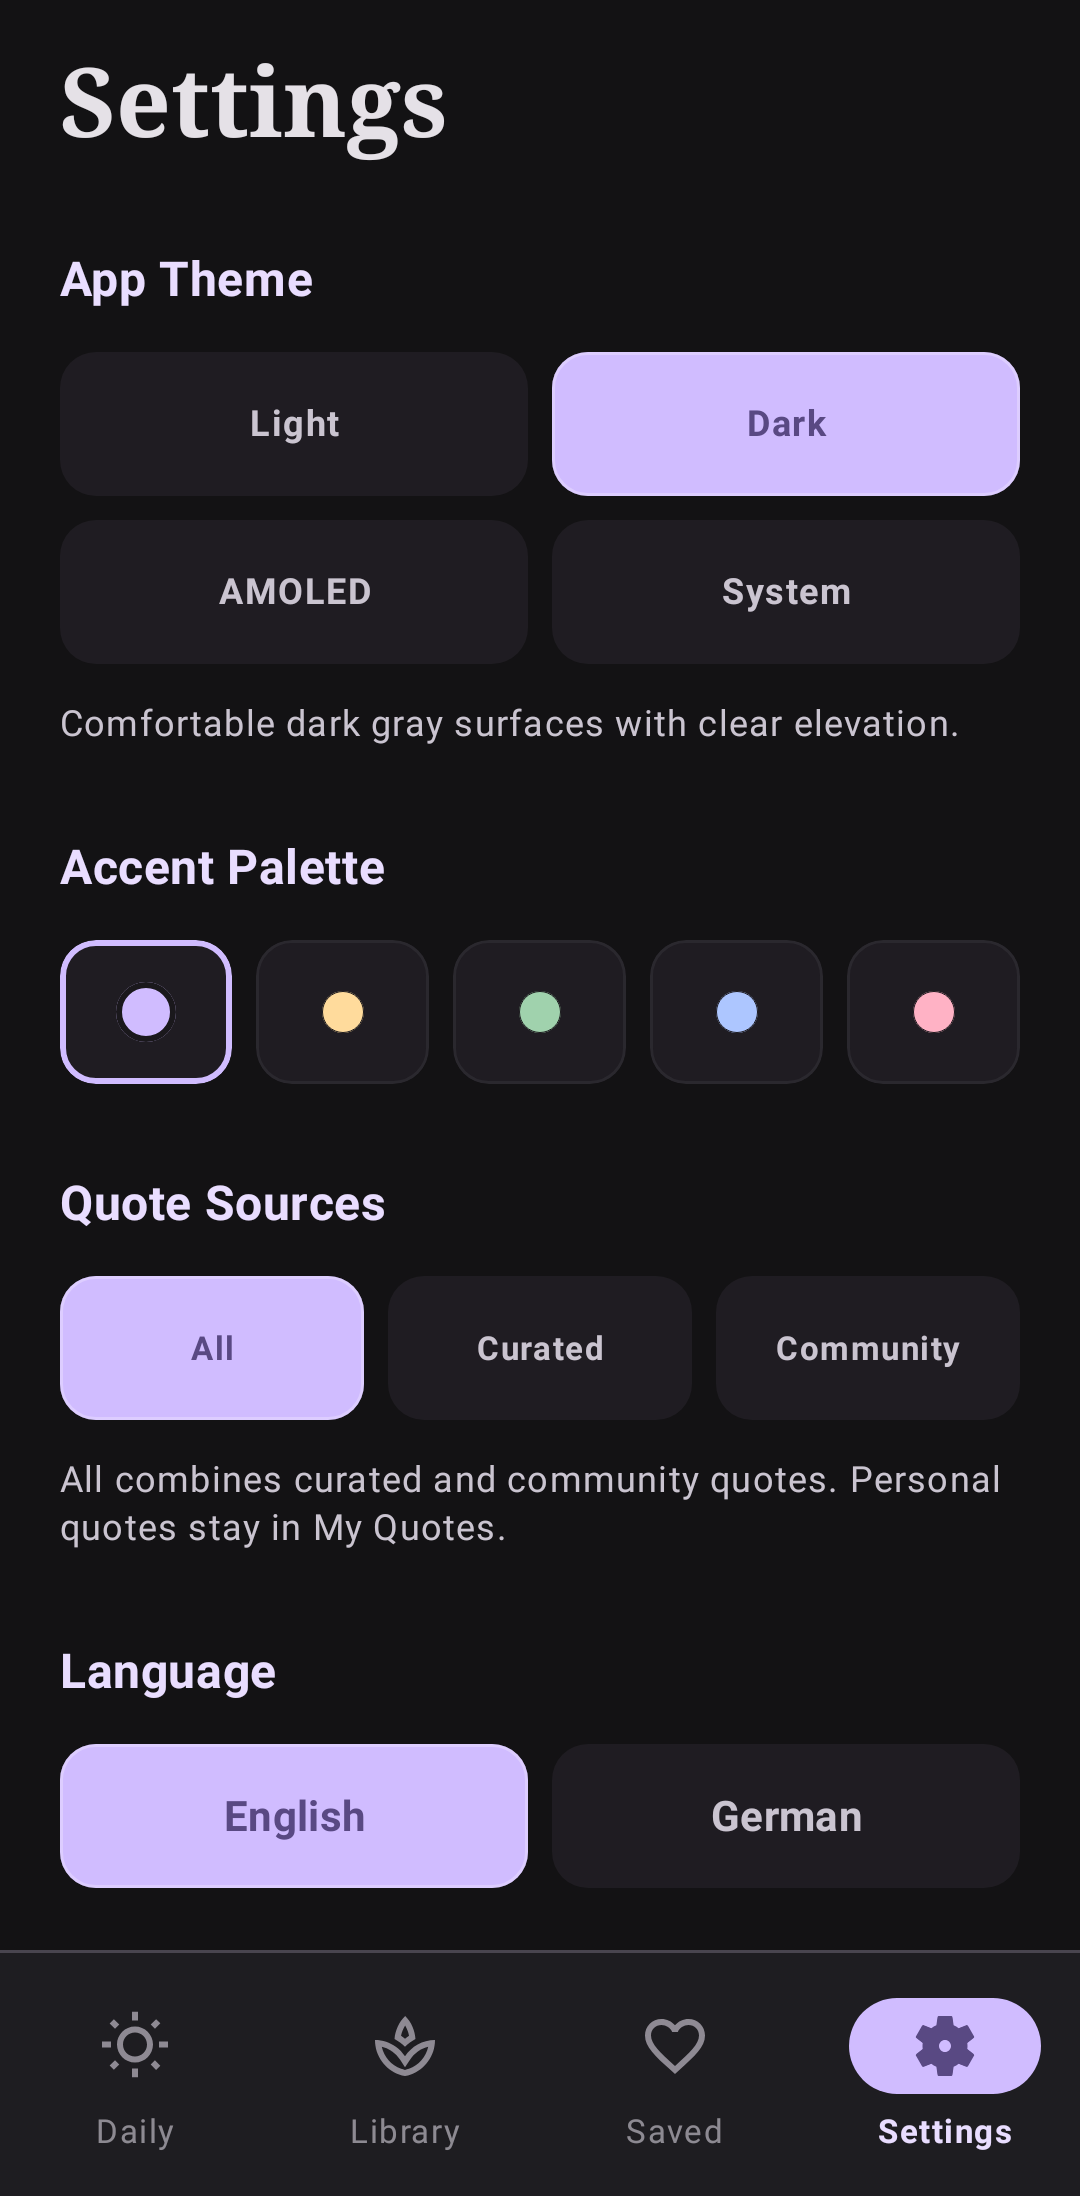 Settings
App Theme
Light
Dark
AMOLED
System
Comfortable dark gray surfaces with clear elevation.
Accent Palette
Quote Sources
All
Curated
Community
All combines curated and community quotes. Personal
quotes stay in My Quotes.
Language
English
German
Daily
Library
Saved
Settings